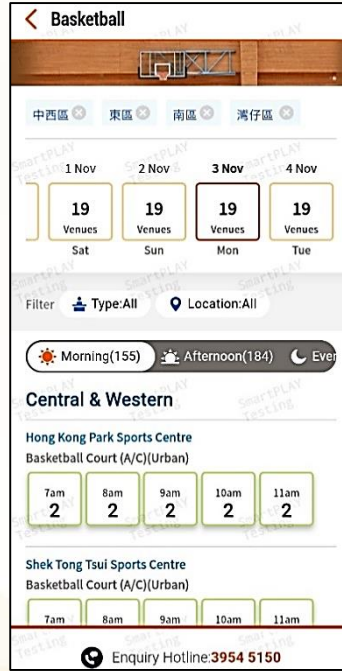 Basketball
中西區 東區 南區 灣仔區
1 Nov 2 Nov 3 Nov 4 Nov
19 19 19 19
Venues Venues Venues Venues
Sat Sun Mon Tue
Filter Type:All Location:All
Morning(155) Afternoon(184) Ever
Central & Western
Hong Kong Park Sports Centre
Basketball Court (A/C)(Urban)
7am 8am 9am 10am 11am
2 2 2 2 2
Shek Tong Tsui Sports Centre
Basketball Court (A/C)(Urban)
7am 8am 9am 10am 11am
Enquiry Hotline:3954 5150
SmartPLAY
Testing